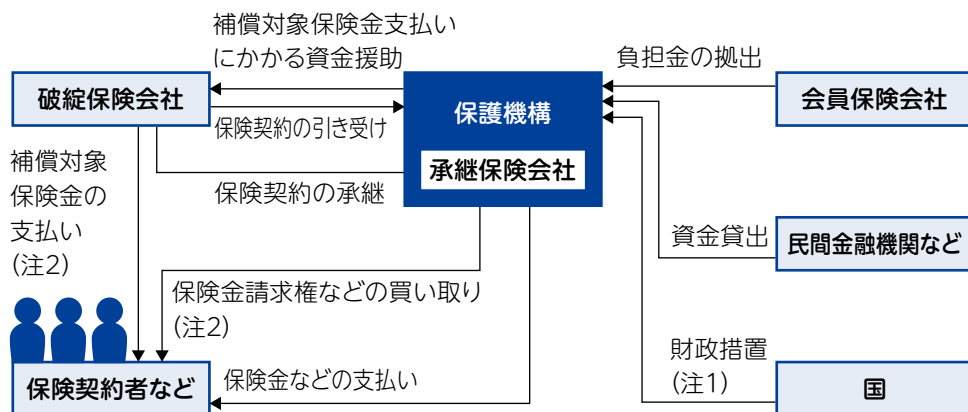 補償対象保険金支払い
にかかる資金援助
負担金の拠出
破綻保険会社
保護機構
会員保険会社
保険契約の引き受け
承継保険会社
補償対象
保険金の
支払い
(注2)
保険契約の承継
資金貸出
民間金融機関など
保険金請求権などの買い取り
(注2)
財政措置
(注1)
保険契約者など
保険金などの支払い
国